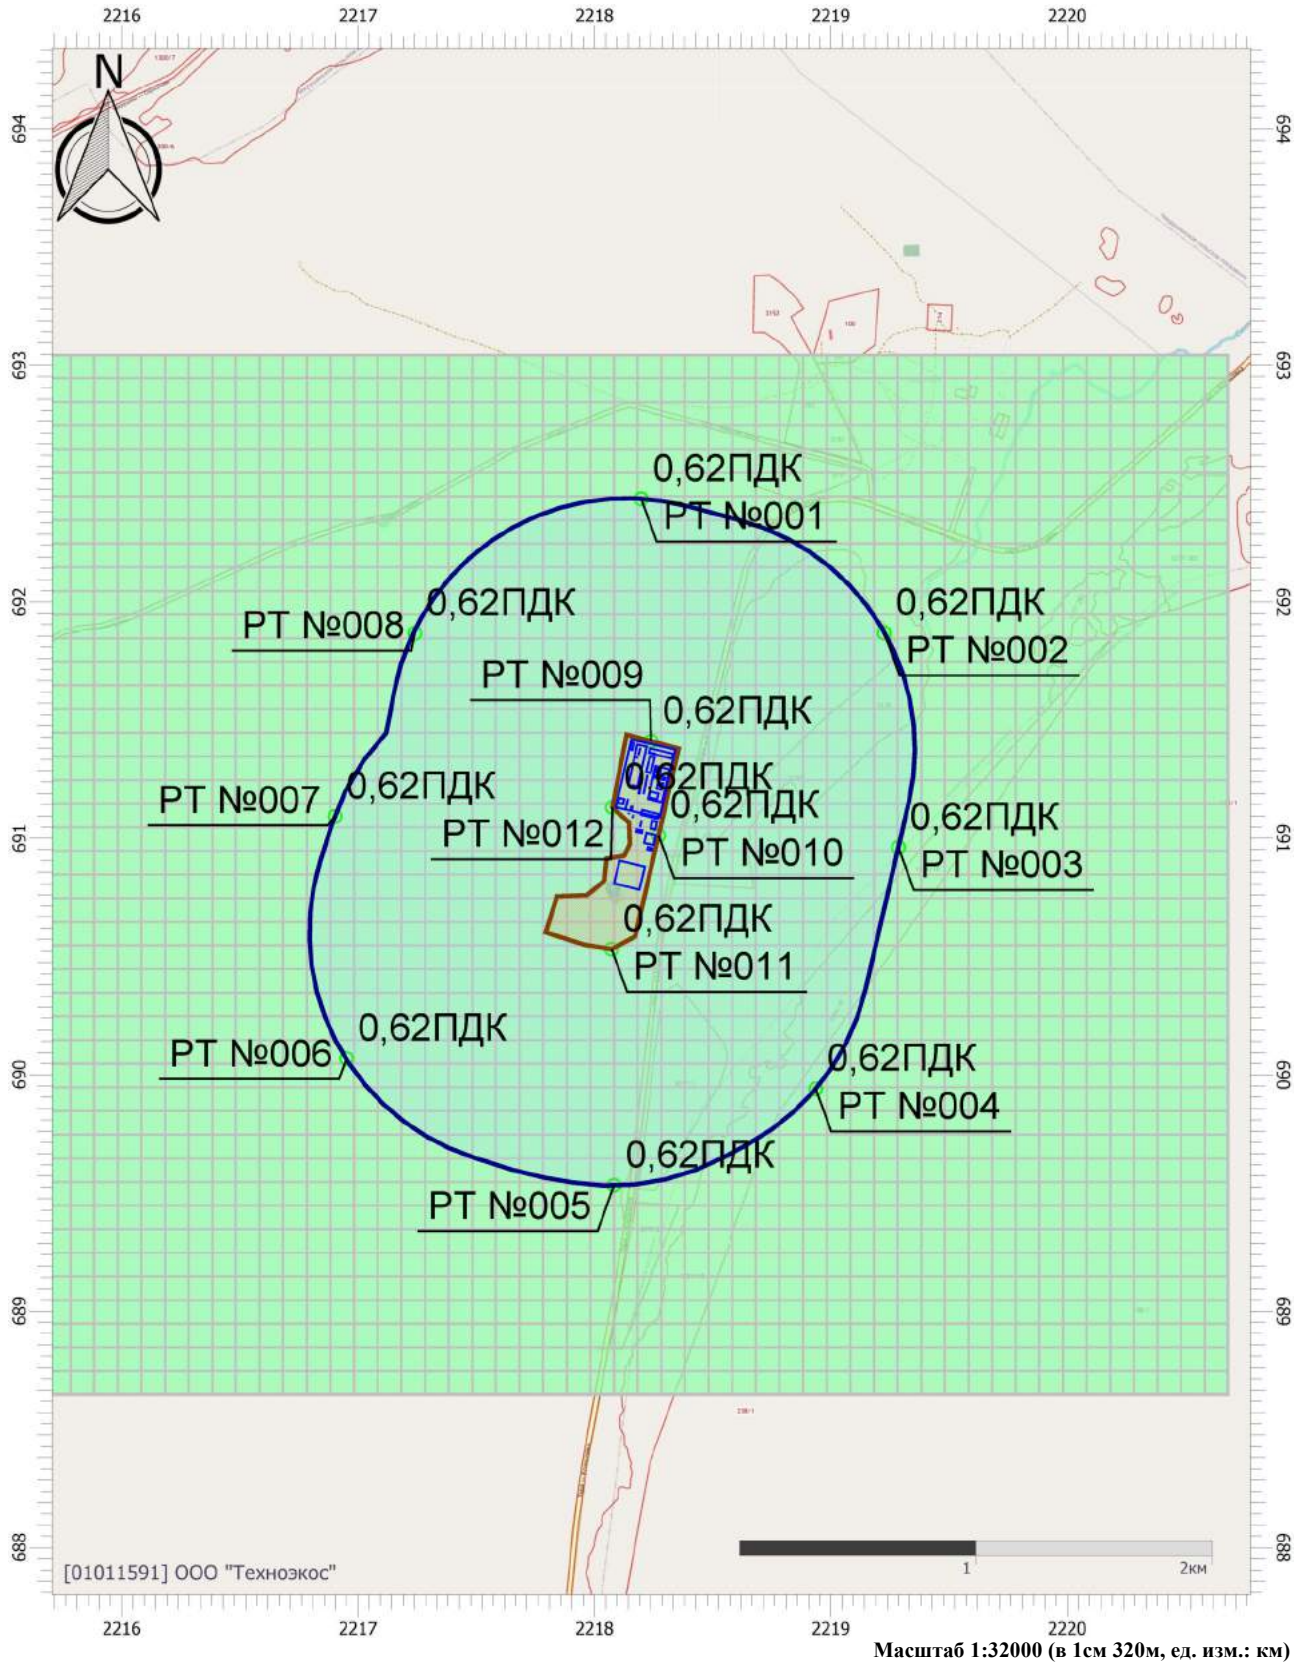 2216 2217 2218 2219 2220
N
694 694
693 693
0,62ПДК
РТ №001
692 692
0,62ПДК
РТ №008
0,62ПДК
РТ №002
РТ №009
0,62ПДК
0,62ПДК
0,62ПДК
РТ №007
0,62ПДК
0,62ПДК
691 691
РТ №012
РТ №010
РТ №003
0,62ПДК
РТ №011
0,62ПДК
РТ №006
690 690
0,62ПДК
РТ №004
0,62ПДК
РТ №005
689 689
238/1
688 688
1 2км
[01011591] ООО "Техноэкос"
2216 2217 2218 2219 2220
Масштаб 1:32000 (в 1см 320м, ед. изм.: км)